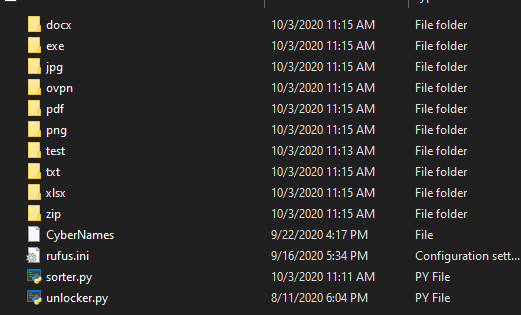 docx 10/3/2020 11:15 AM File folder
exe 10/3/2020 11:15 AM File folder
jpg 10/3/2020 11:15 AM File folder
ovpn 10/3/2020 11:15 AM File folder
pdf 10/3/2020 11:15 AM File folder
png 10/3/2020 11:15 AM File folder
test 10/3/2020 11:13 AM File folder
txt 10/3/2020 11:15 AM File folder
xlsx 10/3/2020 11:15 AM File folder
zip 10/3/2020 11:15 AM File folder
CyberNames 9/22/2020 4:17 PM File
rufus.ini 9/16/2020 5:34 PM Configuration sett...
sorter.py 10/3/2020 11:11 AM PY File
unlocker.py 8/11/2020 6:04 PM PY File